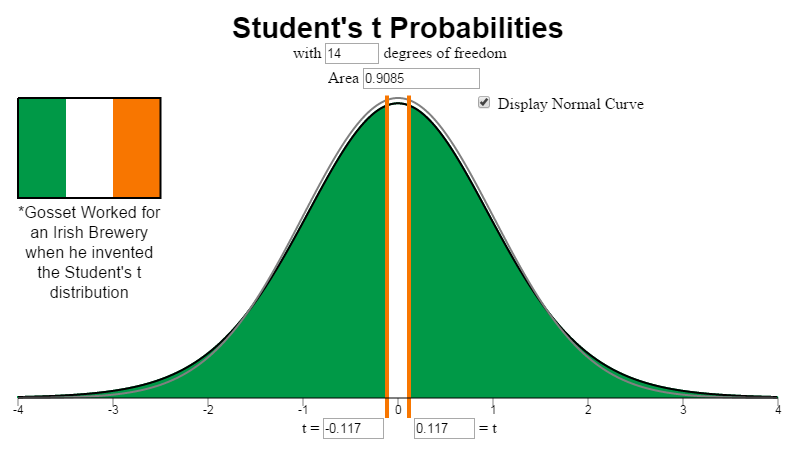 Student's t Probabilities
with 14 degrees of freedom
Area 0.9085
Display Normal Curve
*Gosset Worked for
an Irish Brewery
when he invented
the Student's t
distribution
-4 -3 -2 -1 0 1 2 3 4
t = -0.117 0.117 = t